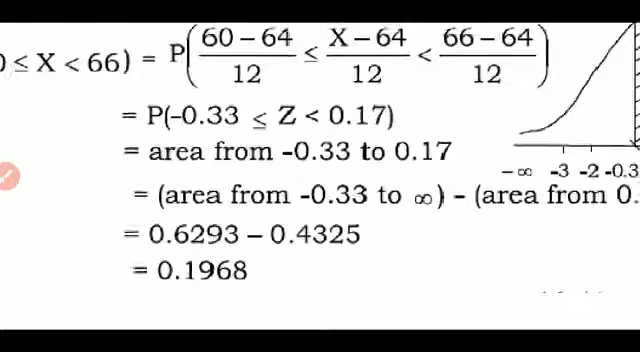 0 ≤ X < 66) = P((60 – 64)/12 ≤ (X – 64)/12 < (66 – 64)/12)
= P(–0.33 ≤ Z < 0.17)
= area from -0.33 to 0.17
– ∞ -3 -2 -0.3
= (area from -0.33 to ∞) – (area from 0.
= 0.6293 – 0.4325
= 0.1968